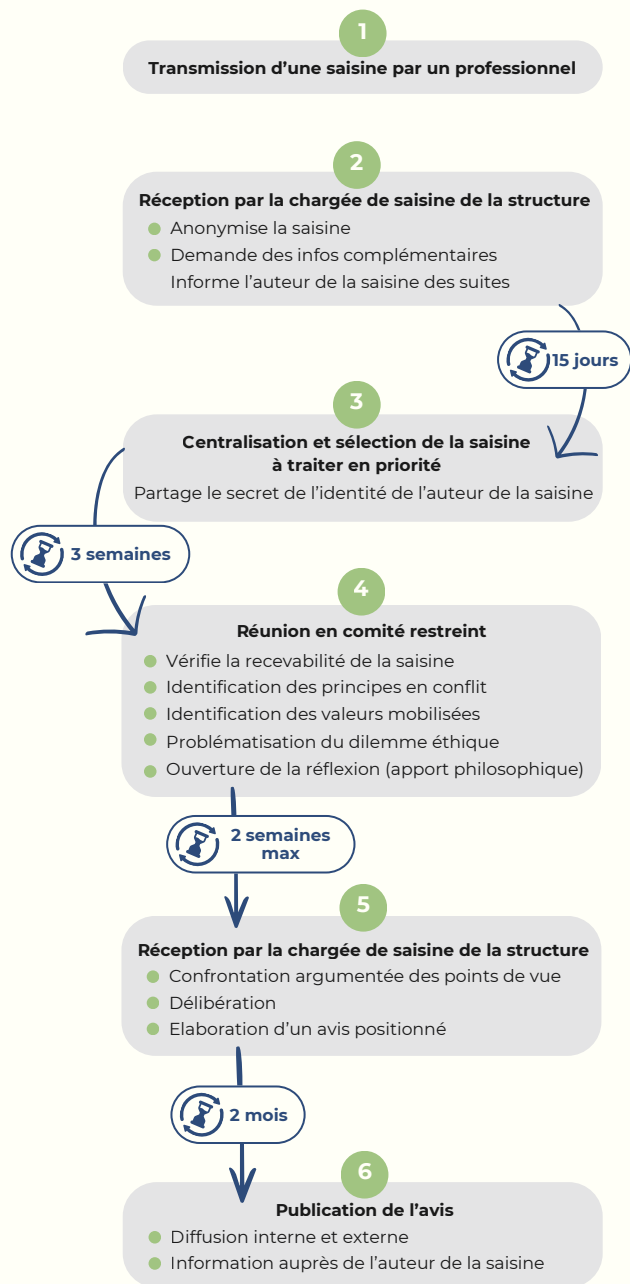 1
Transmission d'une saisine par un professionnel
2
Réception par la chargée de saisine de la structure
Anonymise la saisine
Demande des infos complémentaires
Informe l'auteur de la saisine des suites
15 jours
3
Centralisation et sélection de la saisine
à traiter en priorité
Partage le secret de l'identité de l'auteur de la saisine
3 semaines
4
Réunion en comité restreint
Vérifie la recevabilité de la saisine
Identification des principes en conflit
Identification des valeurs mobilisées
Problématisation du dilemme éthique
Ouverture de la réflexion (apport philosophique)
2 semaines
max
5
Réception par la chargée de saisine de la structure
Confrontation argumentée des points de vue
Délibération
Elaboration d'un avis positionné
2 mois
6
Publication de l'avis
Diffusion interne et externe
Information auprès de l'auteur de la saisine